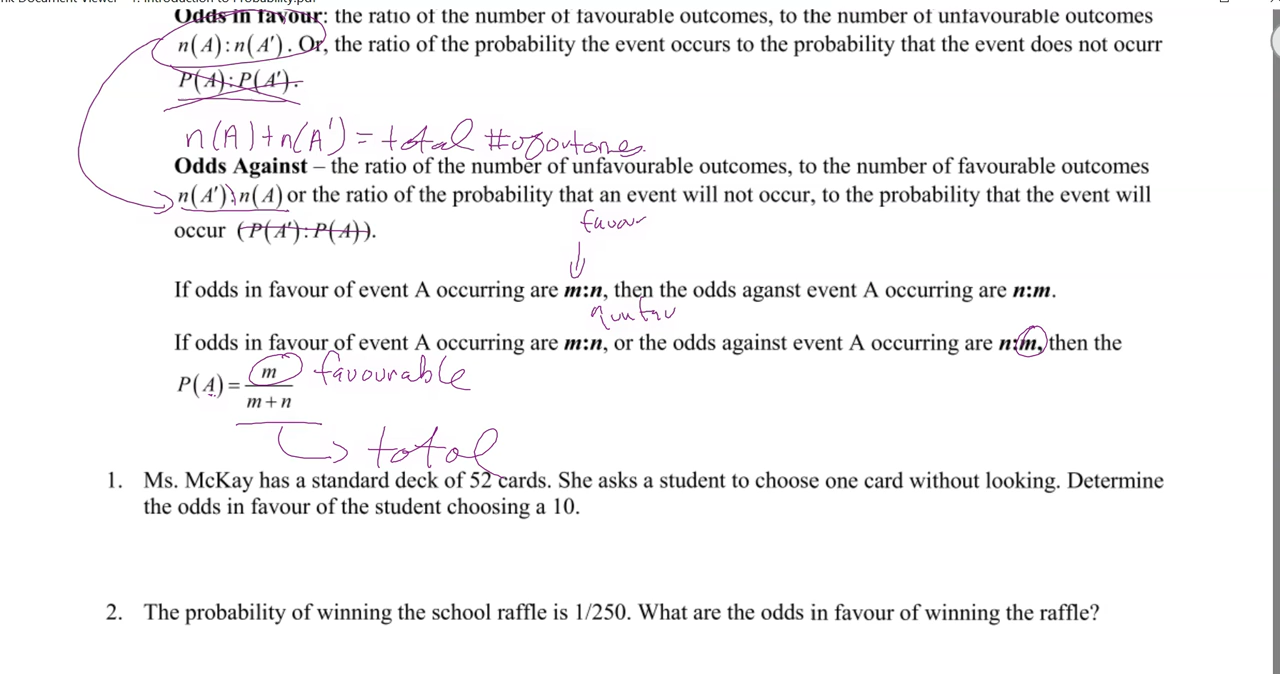 Odds in favour: the ratio of the number of favourable outcomes, to the number of unfavourable outcomes
n(A):n(A'). Or, the ratio of the probability the event occurs to the probability that the event does not ocurr
P(A):P(A').
n(A)+n(A')=total # of
Odds Against – the ratio of the number of unfavourable outcomes, to the number of favourable outcomes
n(A'):n(A) or the ratio of the probability that an event will not occur, to the probability that the event will
favour
occur (P(A'):P(A)).
If odds in favour of event A occurring are m:n, then the odds aganst event A occurring are n:m.
If odds in favour of event A occurring are m:n, or the odds against event A occurring are n:m, then the
P(A)= m favourable
m+n
total
1. Ms. McKay has a standard deck of 52 cards. She asks a student to choose one card without looking. Determine
the odds in favour of the student choosing a 10.
2. The probability of winning the school raffle is 1/250. What are the odds in favour of winning the raffle?